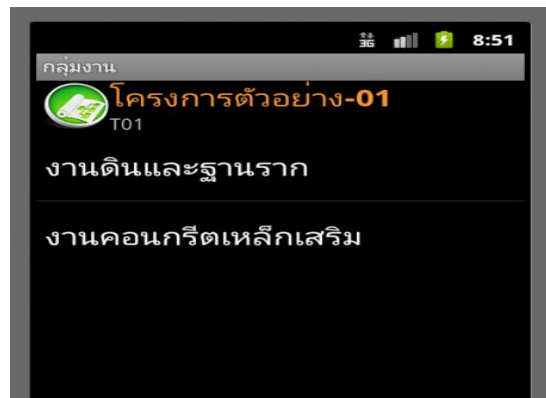 3G 8:51
กลุ่มงาน
โครงการตัวอย่าง-01
T01
งานดินและฐานราก
งานคอนกรีตเหล็กเสริม